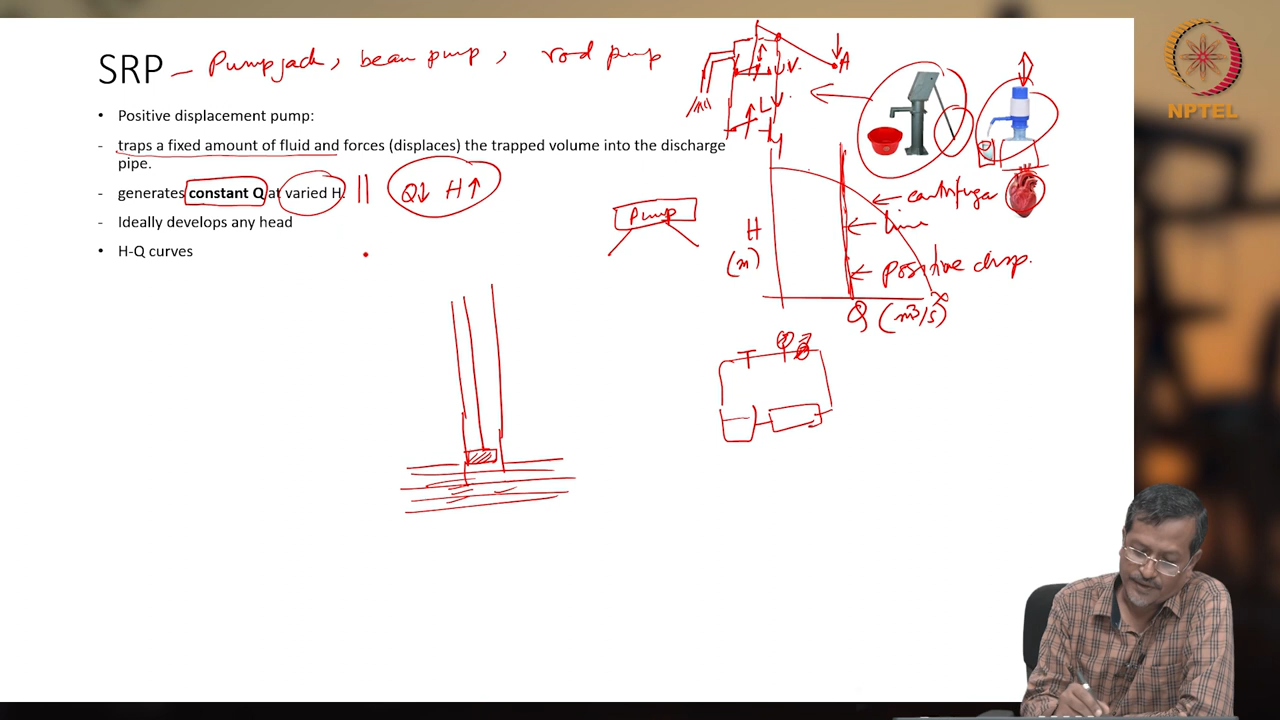 SRP – Pumpjack, beam pump, rod pump
• Positive displacement pump:
- traps a fixed amount of fluid and forces (displaces) the trapped volume into the discharge
pipe.
- generates constant Q at varied H. || Q↓ H↑
- Ideally develops any head
• H-Q curves
Pump
A
V.
L
H
(m)
centrifuga
line
positive disp.
Q (m³/s)
NPTEL